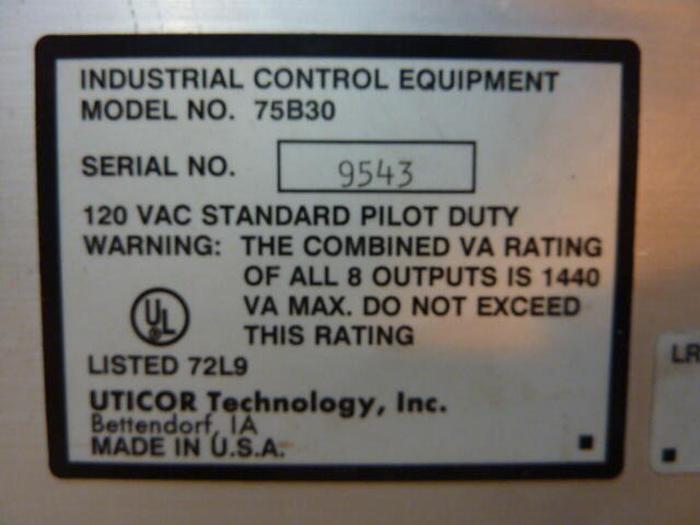 INDUSTRIAL CONTROL EQUIPMENT
MODEL NO. 75B30
SERIAL NO. 9543
120 VAC STANDARD PILOT DUTY
WARNING: THE COMBINED VA RATING
OF ALL 8 OUTPUTS IS 1440
VA MAX. DO NOT EXCEED
THIS RATING
UL
LISTED 72L9
UTICOR Technology, Inc.
Bettendorf, IA
MADE IN U.S.A.
LR